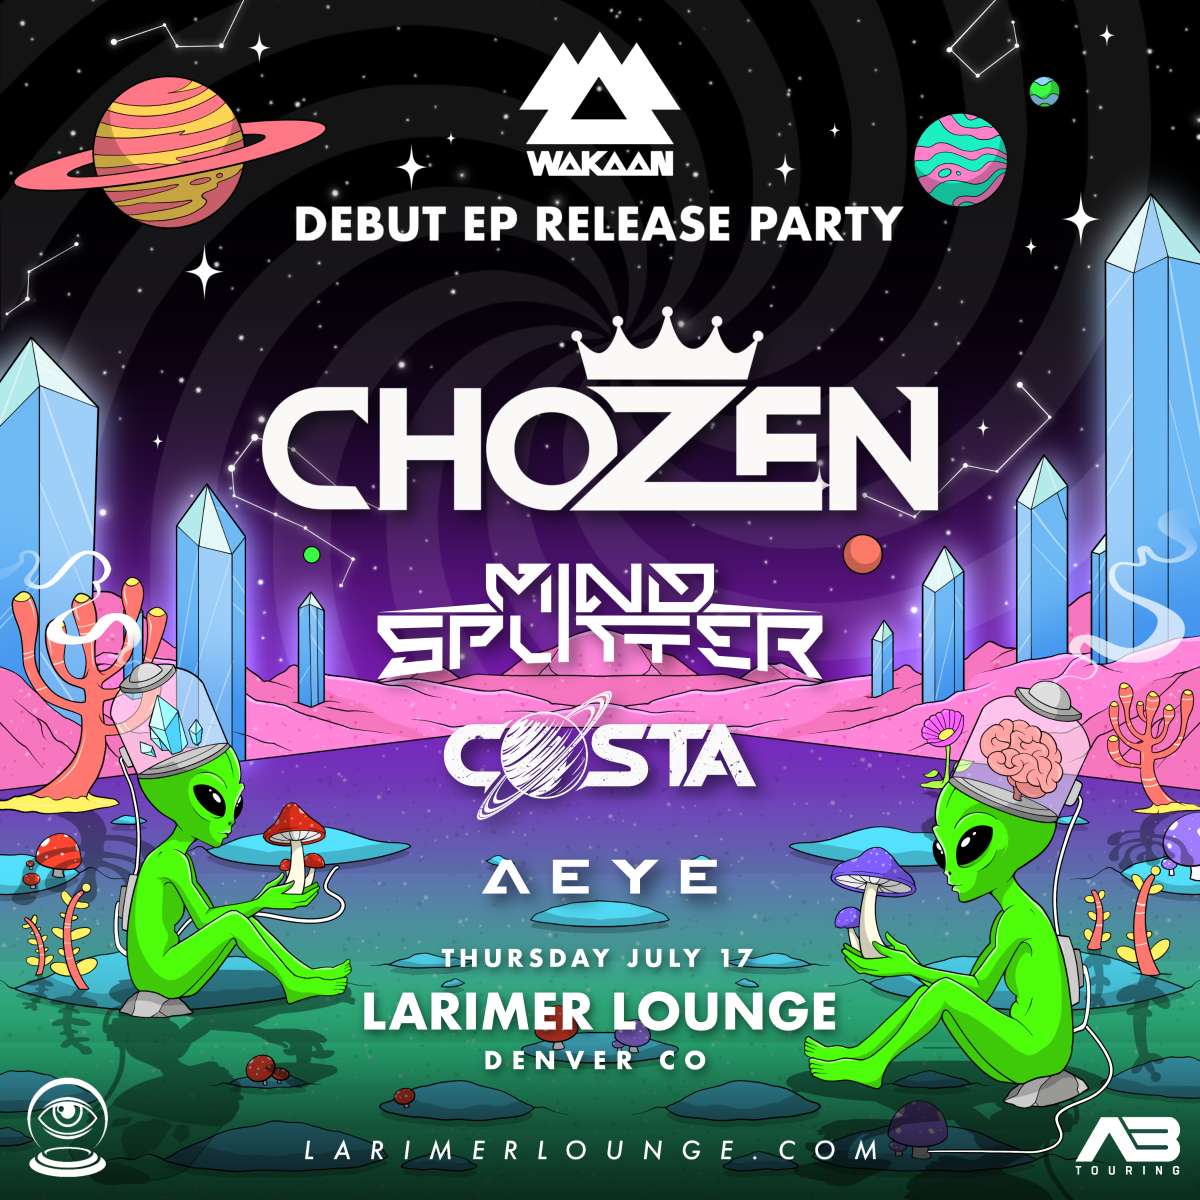 WAKAAN
DEBUT EP RELEASE PARTY
CHOZEN
MIND
SPLITTER
COSTA
AEYE
THURSDAY JULY 17
LARIMER LOUNGE
DENVER CO
LARIMERLOUNGE.COM
AB
TOURING